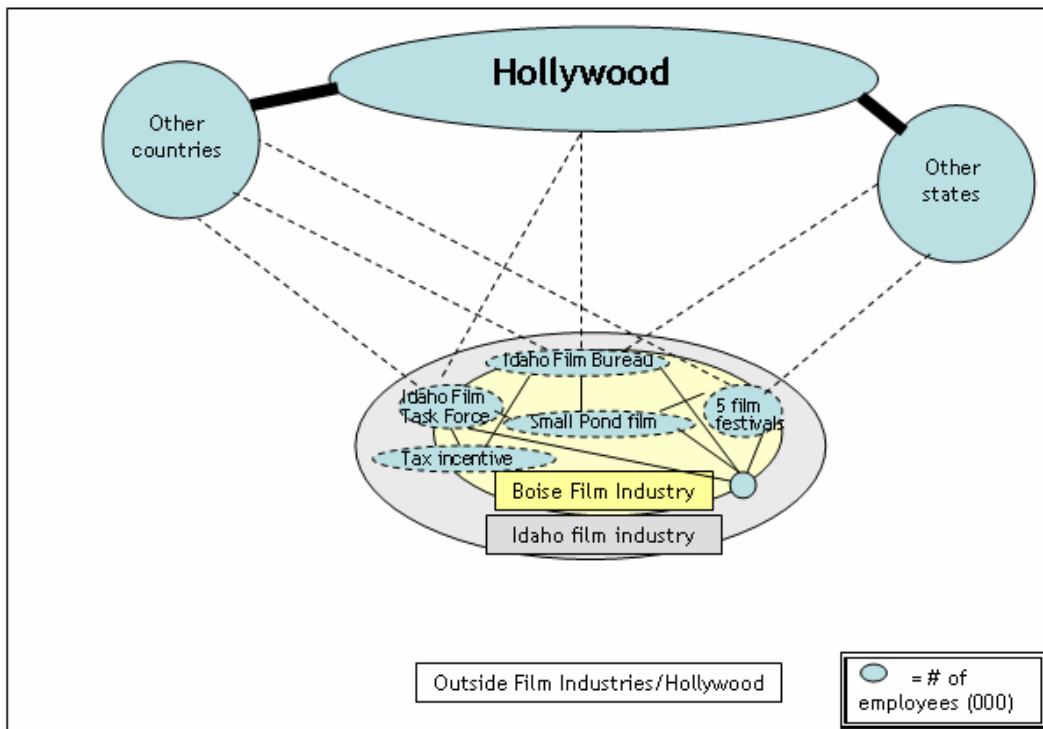 Hollywood
Other
countries
Other
states
Idaho Film Bureau
Idaho Film
Task Force
Small Pond film
5 film
festivals
Tax incentive
Boise Film Industry
Idaho film industry
Outside Film Industries/Hollywood
= # of
employees (000)